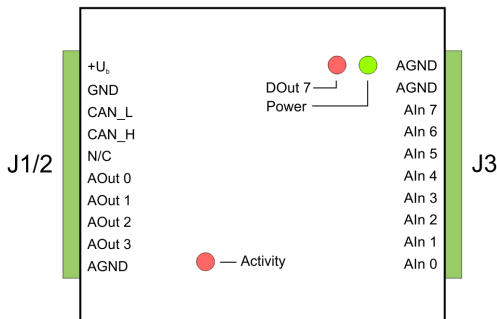 J1/2
+Ub
GND
CAN_L
CAN_H
N/C
AOut 0
AOut 1
AOut 2
AOut 3
AGND
DOut 7
Power
Activity
AGND
AGND
AIn 7
AIn 6
AIn 5
AIn 4
AIn 3
AIn 2
AIn 1
AIn 0
J3